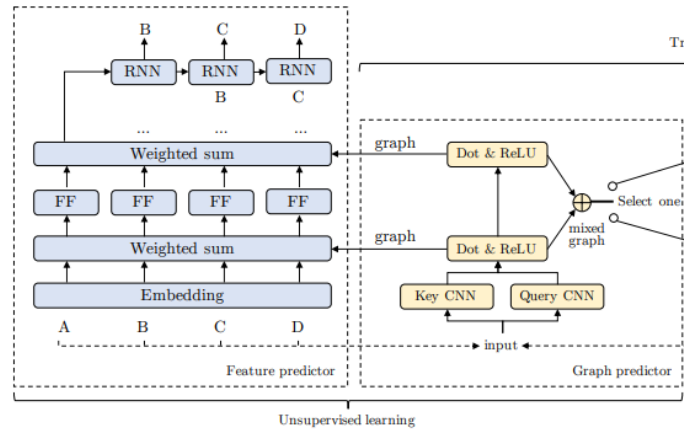 B C D
RNN RNN RNN
B C
Tr
... ... ...
Weighted sum
graph
Dot & ReLU
FF FF FF FF
Select one
mixed
graph
Weighted sum
graph
Dot & ReLU
Embedding
Key CNN Query CNN
A B C D
input
Feature predictor
Graph predictor
Unsupervised learning